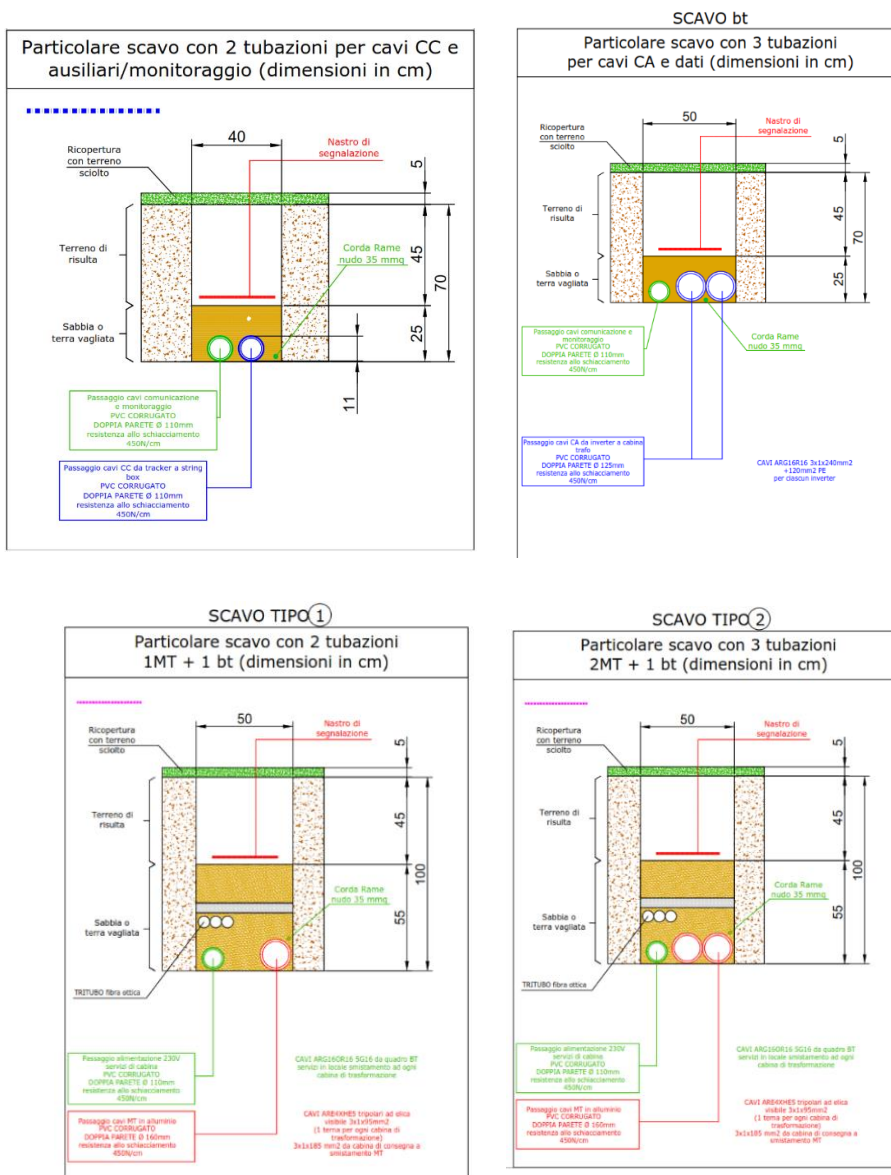 Particolare scavo con 2 tubazioni per cavi CC e
ausiliari/monitoraggio (dimensioni in cm)
40
Nastro di
segnalazione
5
Ricopertura
con terreno
sciolto
Terreno di
risulta
45
70
Corda Rame
nudo 35 mmq
Sabbia o
terra vagliata
25
11
Passaggio cavi comunicazione
e monitoraggio
PVC CORRUGATO
DOPPIA PARETE Ø 110mm
resistenza allo schiacciamento
450N/cm
Passaggio cavi CC da tracker a string
box
PVC CORRUGATO
DOPPIA PARETE Ø 110mm
resistenza allo schiacciamento
450N/cm
SCAVO bt
Particolare scavo con 3 tubazioni
per cavi CA e dati (dimensioni in cm)
50
Nastro di
segnalazione
5
Ricopertura
con terreno
sciolto
Terreno di
risulta
45
70
Sabbia o
terra vagliata
25
Passaggio cavi comunicazione e
monitoraggio
PVC CORRUGATO
DOPPIA PARETE Ø 110mm
resistenza allo schiacciamento
450N/cm
Corda Rame
nudo 35 mmq
Passaggio cavi CA da inverter a cabina
trafo
PVC CORRUGATO
DOPPIA PARETE Ø 125mm
resistenza allo schiacciamento
450N/cm
CAVI ARG16R16 3x1x240mm2
+120mm2 PE
per ciascun inverter
SCAVO TIPO 1
Particolare scavo con 2 tubazioni
1MT + 1 bt (dimensioni in cm)
50
Nastro di
segnalazione
5
Ricopertura
con terreno
sciolto
Terreno di
risulta
45
100
Corda Rame
nudo 35 mmq
Sabbia o
terra vagliata
55
TRITUBO fibra ottica
Passaggio alimentazione 230V
servizi di cabina
PVC CORRUGATO
DOPPIA PARETE Ø 110mm
resistenza allo schiacciamento
450N/cm
CAVI ARG16OR16 5G16 da quadro BT
servizi in locale smistamento ad ogni
cabina di trasformazione
Passaggio cavi MT in alluminio
PVC CORRUGATO
DOPPIA PARETE Ø 160mm
resistenza allo schiacciamento
450N/cm
CAVI ARE4XHE5 tripolari ad elica
visibile 3x1x95mm2
(1 terna per ogni cabina di
trasformazione)
3x1x185 mm2 da cabina di consegna a
smistamento MT
SCAVO TIPO 2
Particolare scavo con 3 tubazioni
2MT + 1 bt (dimensioni in cm)
50
Nastro di
segnalazione
5
Ricopertura
con terreno
sciolto
Terreno di
risulta
45
100
Corda Rame
nudo 35 mmq
Sabbia o
terra vagliata
55
TRITUBO fibra ottica
Passaggio alimentazione 230V
servizi di cabina
PVC CORRUGATO
DOPPIA PARETE Ø 110mm
resistenza allo schiacciamento
450N/cm
CAVI ARG16OR16 5G16 da quadro BT
servizi in locale smistamento ad ogni
cabina di trasformazione
Passaggio cavi MT in alluminio
PVC CORRUGATO
DOPPIA PARETE Ø 160mm
resistenza allo schiacciamento
450N/cm
CAVI ARE4XHE5 tripolari ad elica
visibile 3x1x95mm2
(1 terna per ogni cabina di
trasformazione)
3x1x185 mm2 da cabina di consegna a
smistamento MT